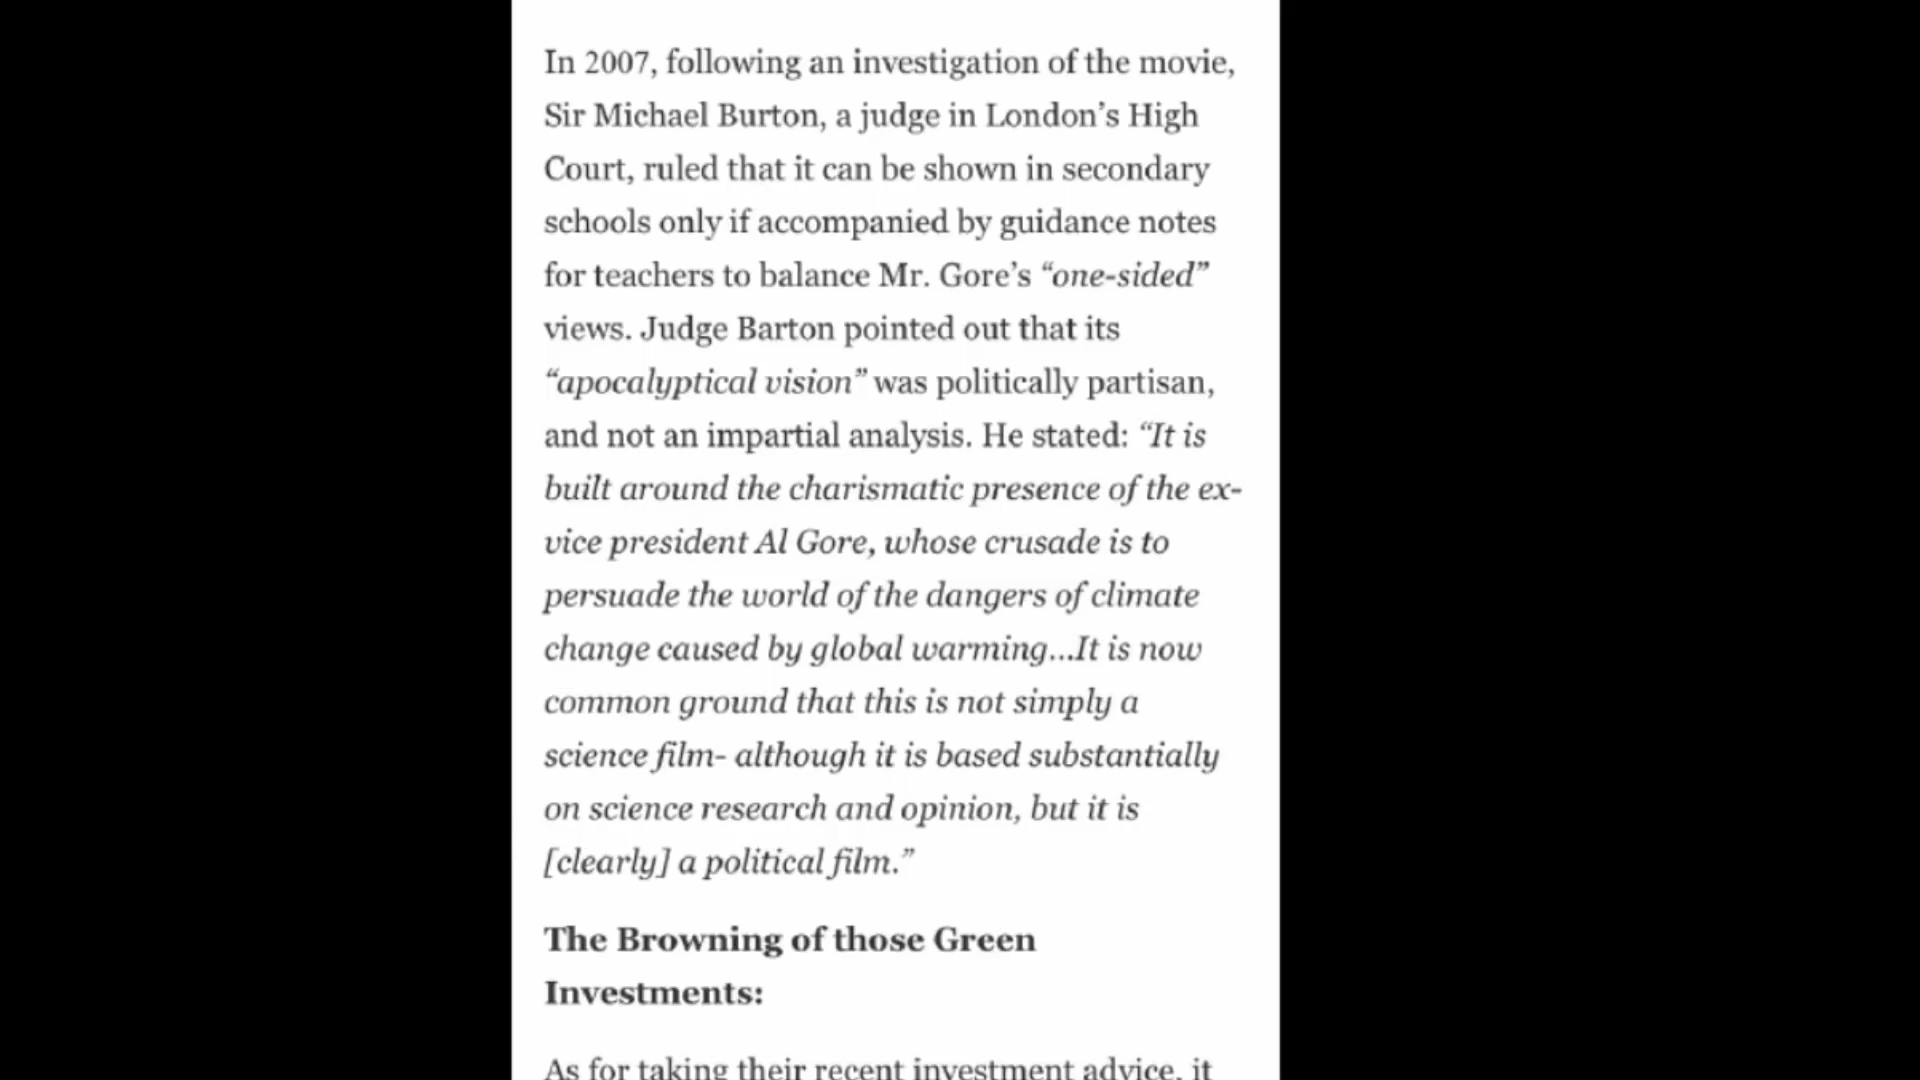 In 2007, following an investigation of the movie,
Sir Michael Burton, a judge in London’s High
Court, ruled that it can be shown in secondary
schools only if accompanied by guidance notes
for teachers to balance Mr. Gore’s “one-sided”
views. Judge Barton pointed out that its
“apocalyptical vision” was politically partisan,
and not an impartial analysis. He stated: “It is
built around the charismatic presence of the ex-
vice president Al Gore, whose crusade is to
persuade the world of the dangers of climate
change caused by global warming…It is now
common ground that this is not simply a
science film- although it is based substantially
on science research and opinion, but it is
[clearly] a political film.”
The Browning of those Green
Investments:
As for taking their recent investment advice, it